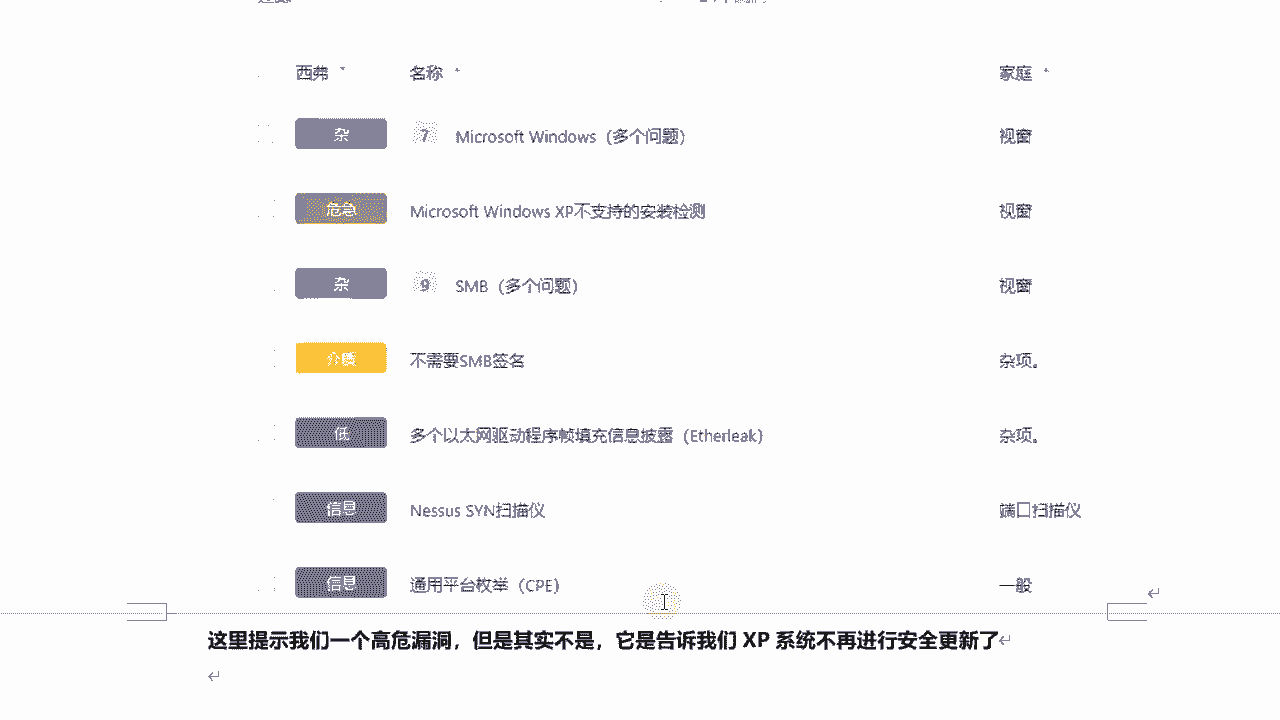 西弗 名称 家庭
杂 7 Microsoft Windows（多个问题） 视窗
危急 Microsoft Windows XP不支持的安装检测 视窗
杂 9 SMB（多个问题） 视窗
介质 不需要SMB签名 杂项。
低 多个以太网驱动程序帧填充信息披露（Etherleak） 杂项。
信息 Nessus SYN扫描仪 端口扫描仪
信息 通用平台枚举（CPE） 一般
这里提示我们一个高危漏洞，但是其实不是，它是告诉我们 XP 系统不再进行安全更新了